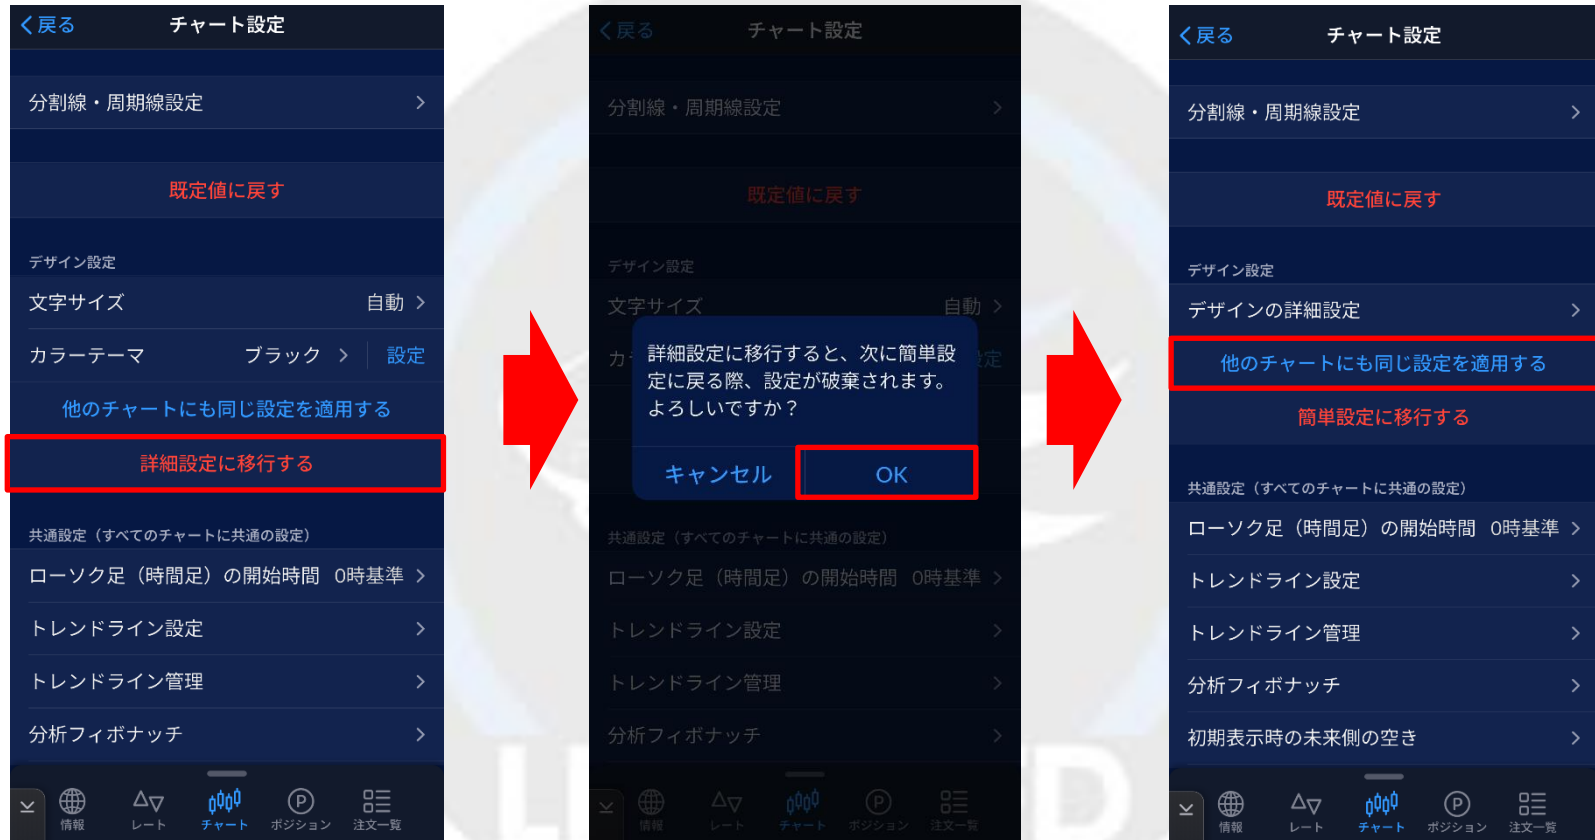 戻る
チャート設定
分割線・周期線設定
既定値に戻す
デザイン設定
文字サイズ 自動
カラーテーマ ブラック 設定
他のチャートにも同じ設定を適用する
詳細設定に移行する
共通設定（すべてのチャートに共通の設定）
ローソク足（時間足）の開始時間 0時基準
トレンドライン設定
トレンドライン管理
分析フィボナッチ
情報 レート チャート ポジション 注文一覧
戻る
チャート設定
分割線・周期線設定
既定値に戻す
デザイン設定
文字サイズ 自動
カ 定
詳細設定に移行すると、次に簡単設
定に戻る際、設定が破棄されます。
よろしいですか？
キャンセル OK
共通設定（すべてのチャートに共通の設定）
ローソク足（時間足）の開始時間 0時基準
トレンドライン設定
トレンドライン管理
分析フィボナッチ
情報 レート チャート ポジション 注文一覧
戻る
チャート設定
分割線・周期線設定
既定値に戻す
デザイン設定
デザインの詳細設定
他のチャートにも同じ設定を適用する
簡単設定に移行する
共通設定（すべてのチャートに共通の設定）
ローソク足（時間足）の開始時間 0時基準
トレンドライン設定
トレンドライン管理
分析フィボナッチ
初期表示時の未来側の空き
情報 レート チャート ポジション 注文一覧